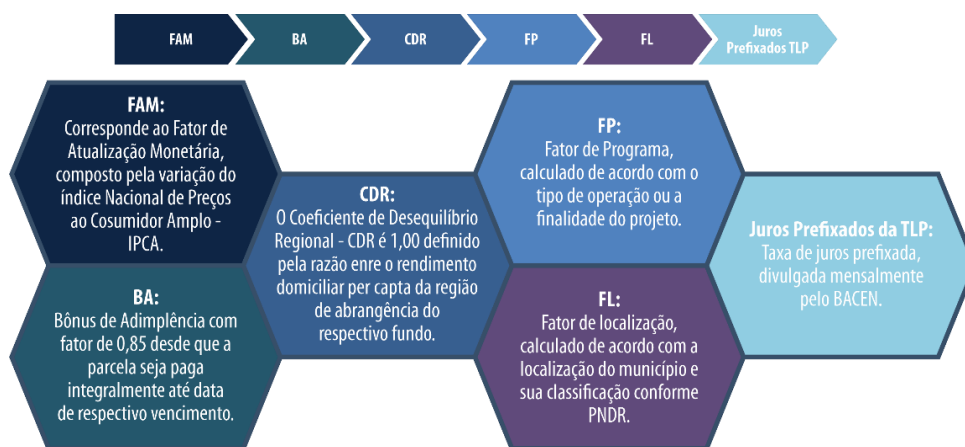 FAM
BA
CDR
FP
FL
Juros
Prefixados TLP
FAM:
Corresponde ao Fator de
Atualização Monetária,
composto pela variação do
índice Nacional de Preços
ao Cosumidor Amplo -
IPCA.
BA:
Bônus de Adimplência com
fator de 0,85 desde que a
parcela seja paga
integralmente até data
de respectivo vencimento.
CDR:
O Coeficiente de Desequilíbrio
Regional - CDR é 1,00 definido
pela razão enre o rendimento
domiciliar per capta da região
de abrangência do
respectivo fundo.
FP:
Fator de Programa,
calculado de acordo com o
tipo de operação ou a
finalidade do projeto.
FL:
Fator de localização,
calculado de acordo com a
localização do município e
sua classificação conforme
PNDR.
Juros Prefixados da TLP:
Taxa de juros prefixada,
divulgada mensalmente
pelo BACEN.